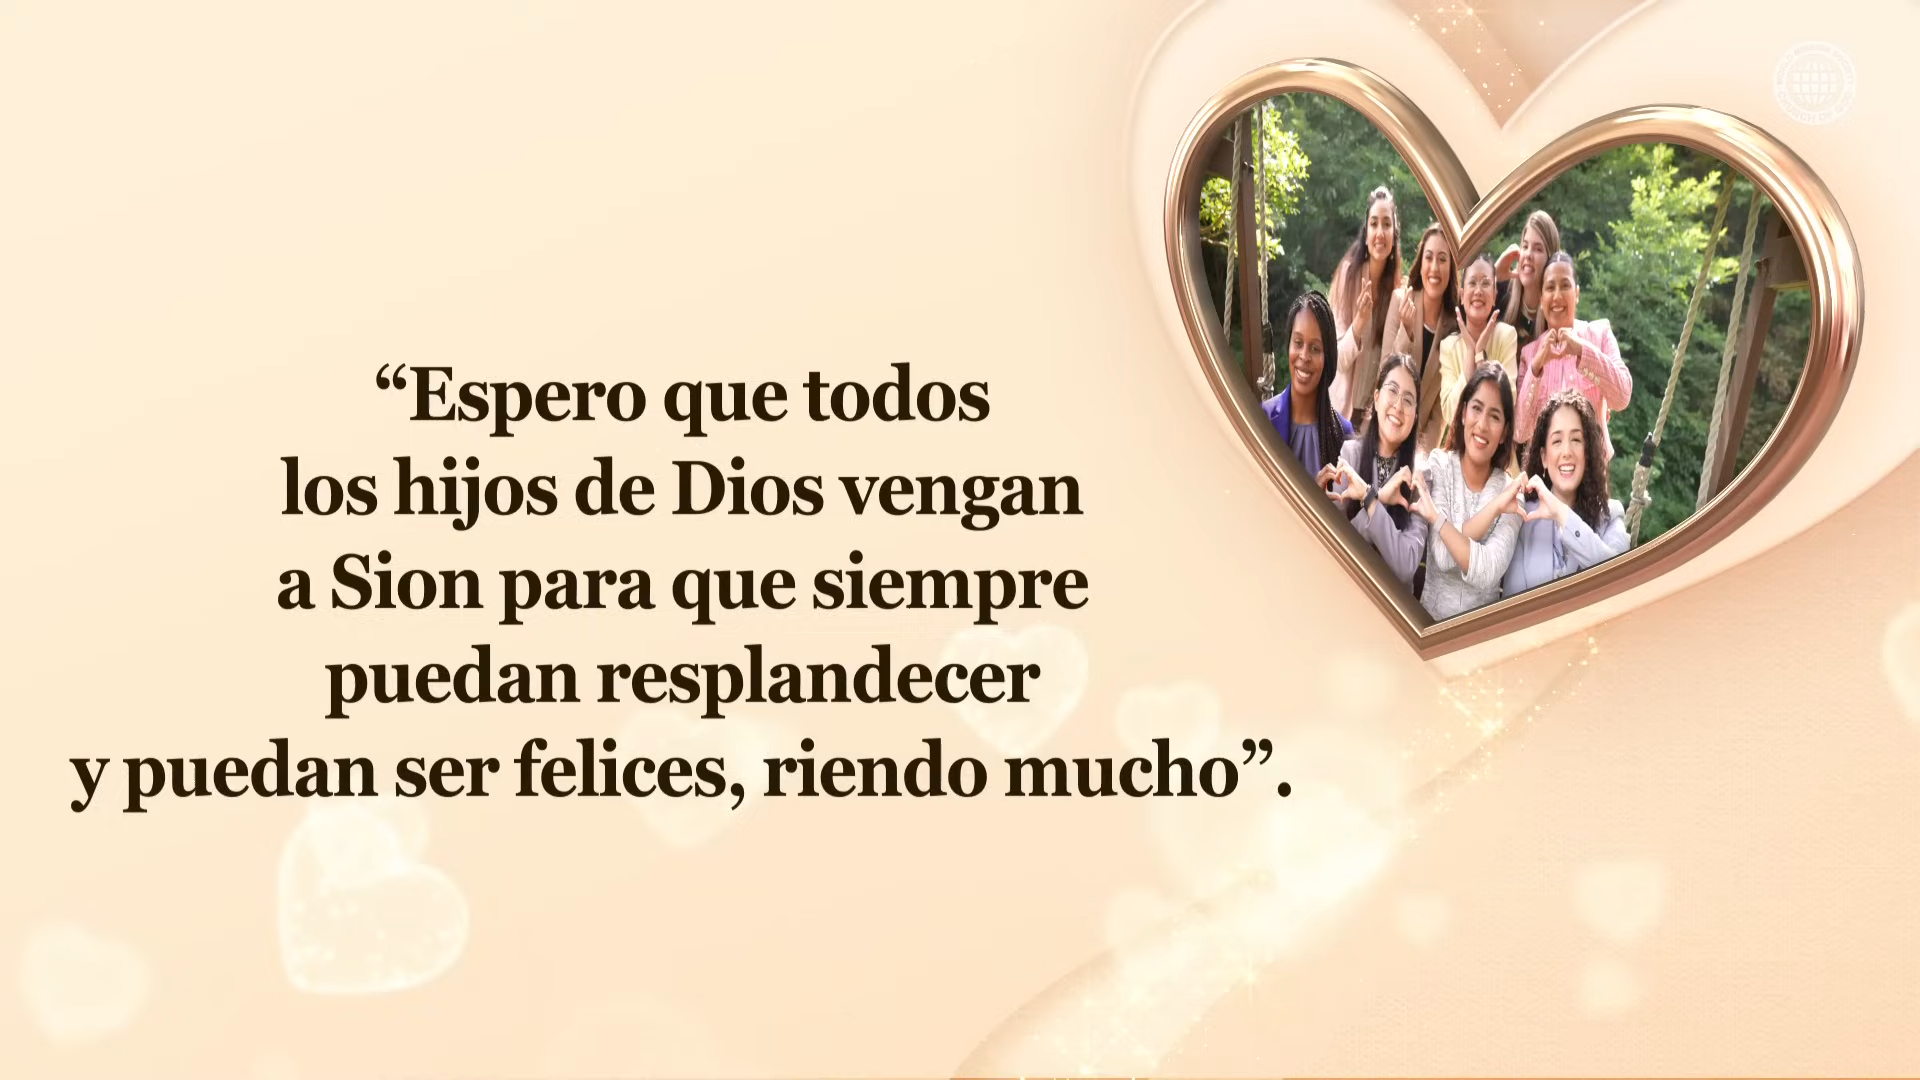 “Espero que todos
los hijos de Dios vengan
a Sion para que siempre
puedan resplandecer
y puedan ser felices, riendo mucho”.